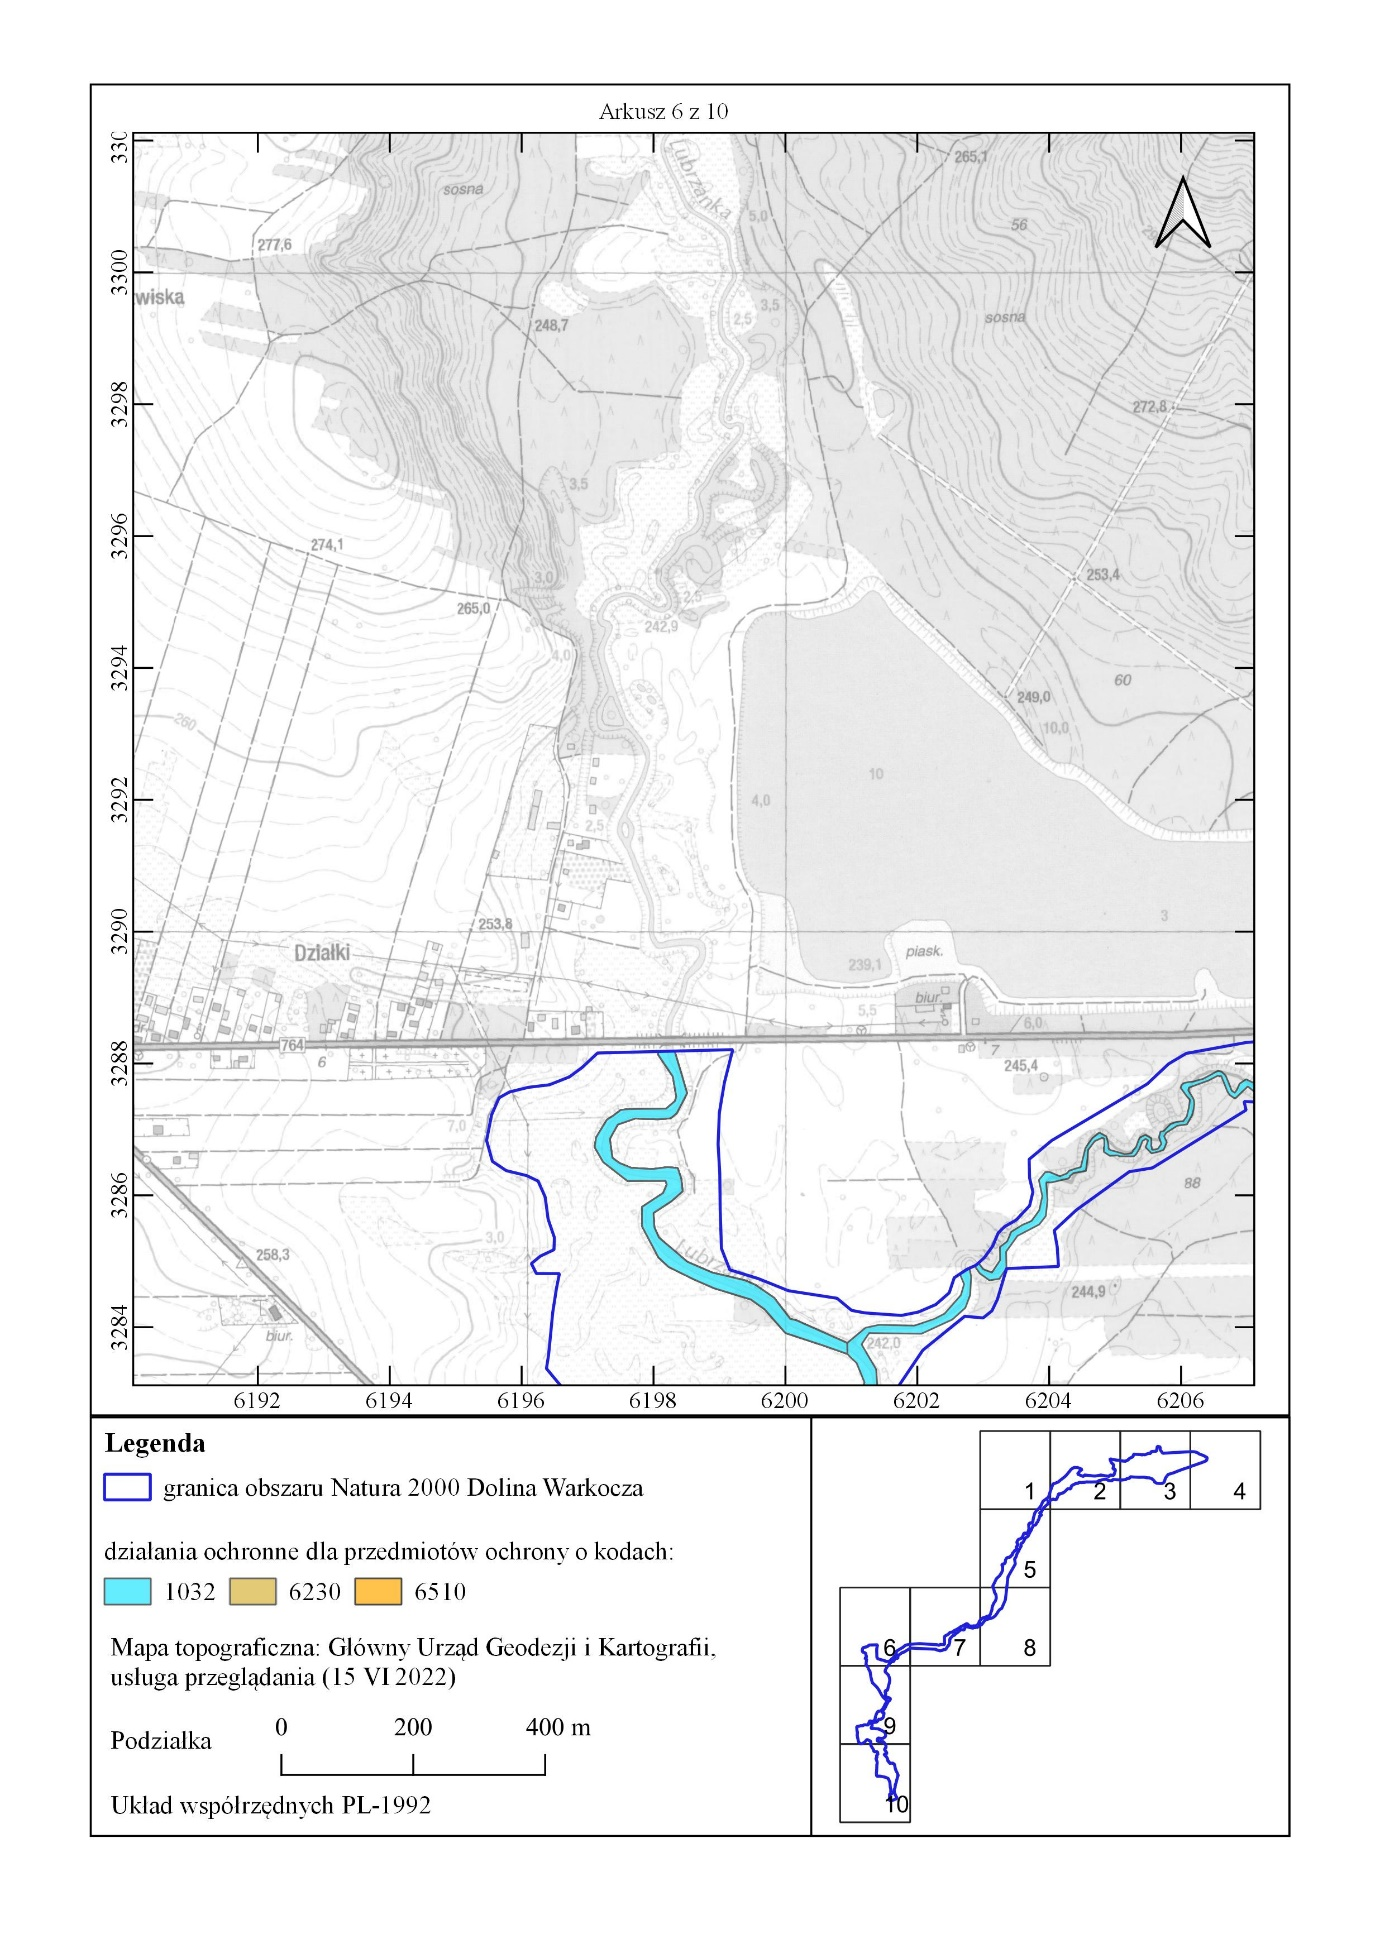 Arkusz 6 z 10
Lubrzanka
265,1
sosna
5,0
56
277,6
3300
wiska
3,5
2,5
248,7
sosna
3298
272,8
3,5
3296
274,1
3,0
253,4
265,0
2,5
242,9
3294
4,0
60
249,0
260
10,0
10
3292
4,0
2,5
3
253,8
3290
Działki
piask.
239,1
biur.
5,5
6,0
764
6
7
3288
245,4
7,0
3286
88
3,0
258,3
244,9
3284
biur.
242,0
6192 6194 6196 6198 6200 6202 6204 6206
Legenda
granica obszaru Natura 2000 Dolina Warkocza
działania ochronne dla przedmiotów ochrony o kodach:
1032 6230 6510
Mapa topograficzna: Główny Urząd Geodezji i Kartografii,
usługa przeglądania (15 VI 2022)
0 200 400 m
Podziałka
Układ współrzędnych PL-1992
1 2 3 4
5
6 7 8
9
10